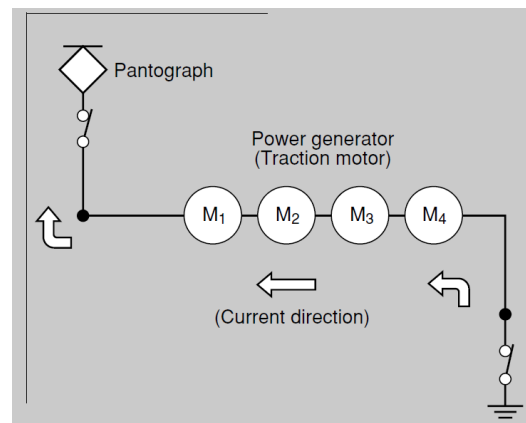 Pantograph
Power generator
(Traction motor)
M1 M2 M3 M4
(Current direction)